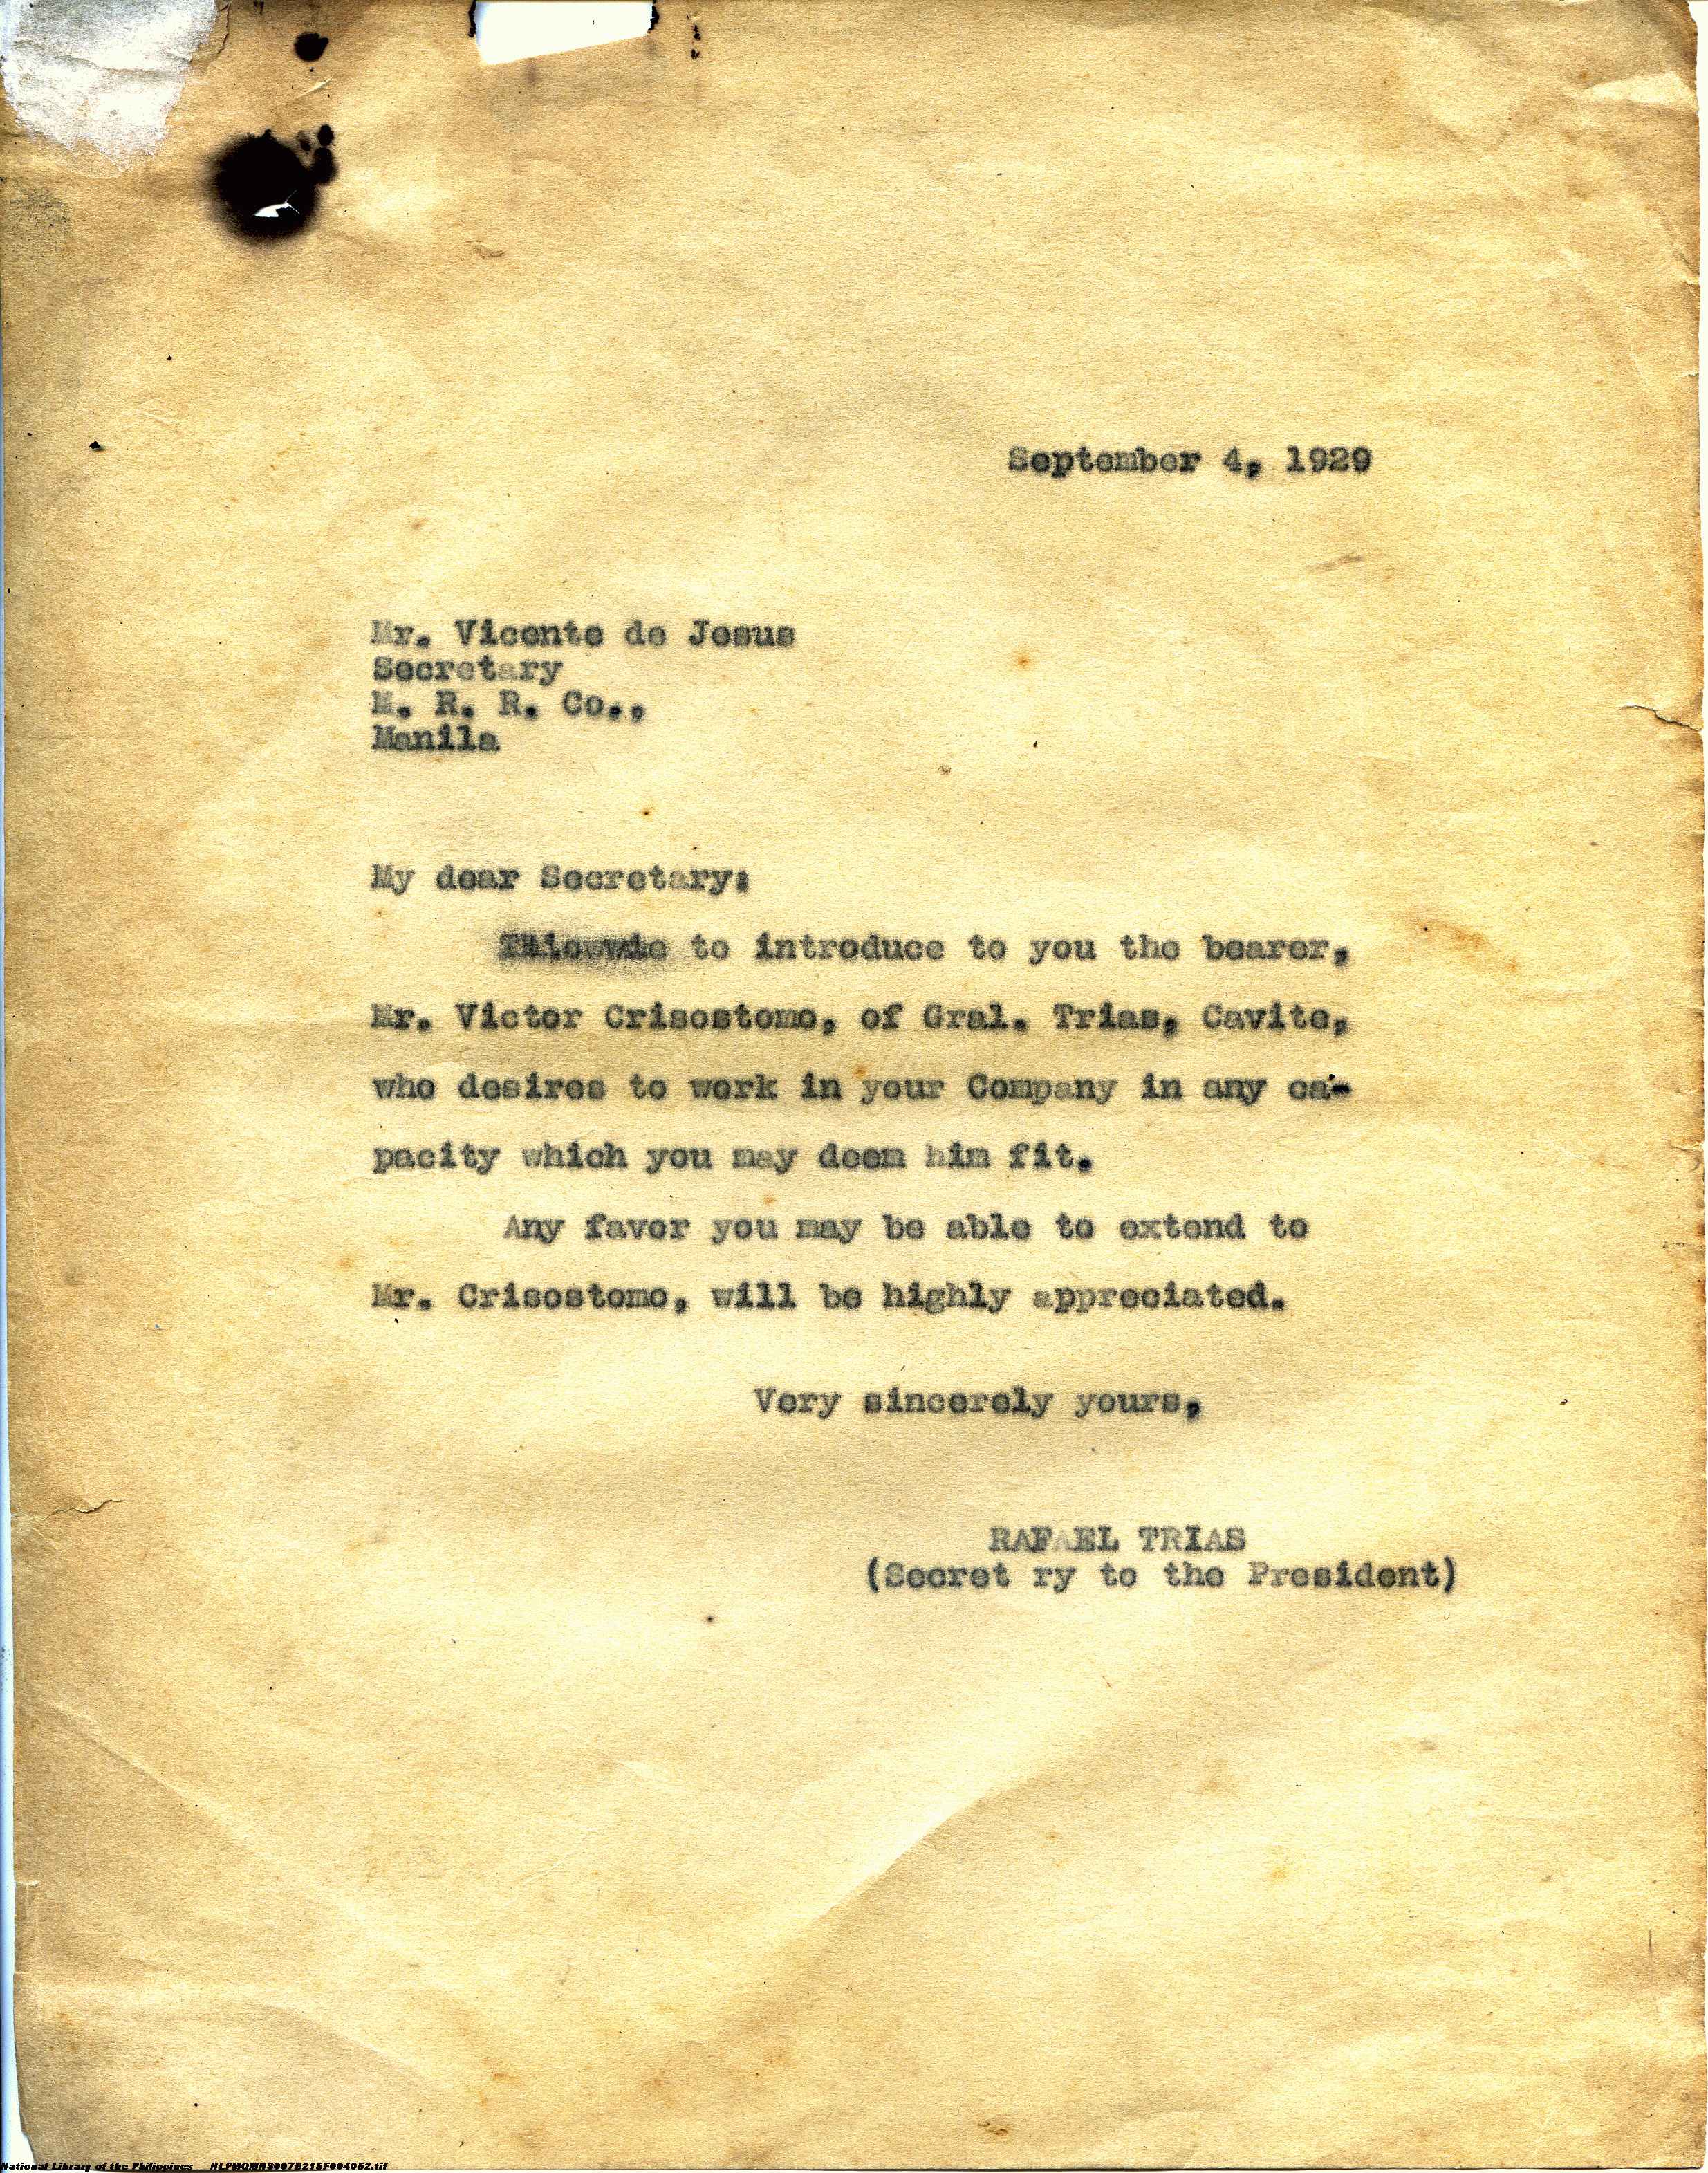 September 4, 1929
Mr. Vicente de Jesus
Secretary
M. R. R. Co.,
Manila
My dear Secretary:
to introduce to you the bearer,
Mr. Victor Crisostomo, of Gral. Trias, Cavite,
who desires to work in your Company in any ca-
pacity which you may deem him fit.
Any favor you may be able to extend to
Mr. Crisostomo, will be highly appreciated.
Very sincerely yours,
RAFAEL TRIAS
(Secret ry to the President)
National Library of the Philippines NLPMQMNS007B215F004052.tif